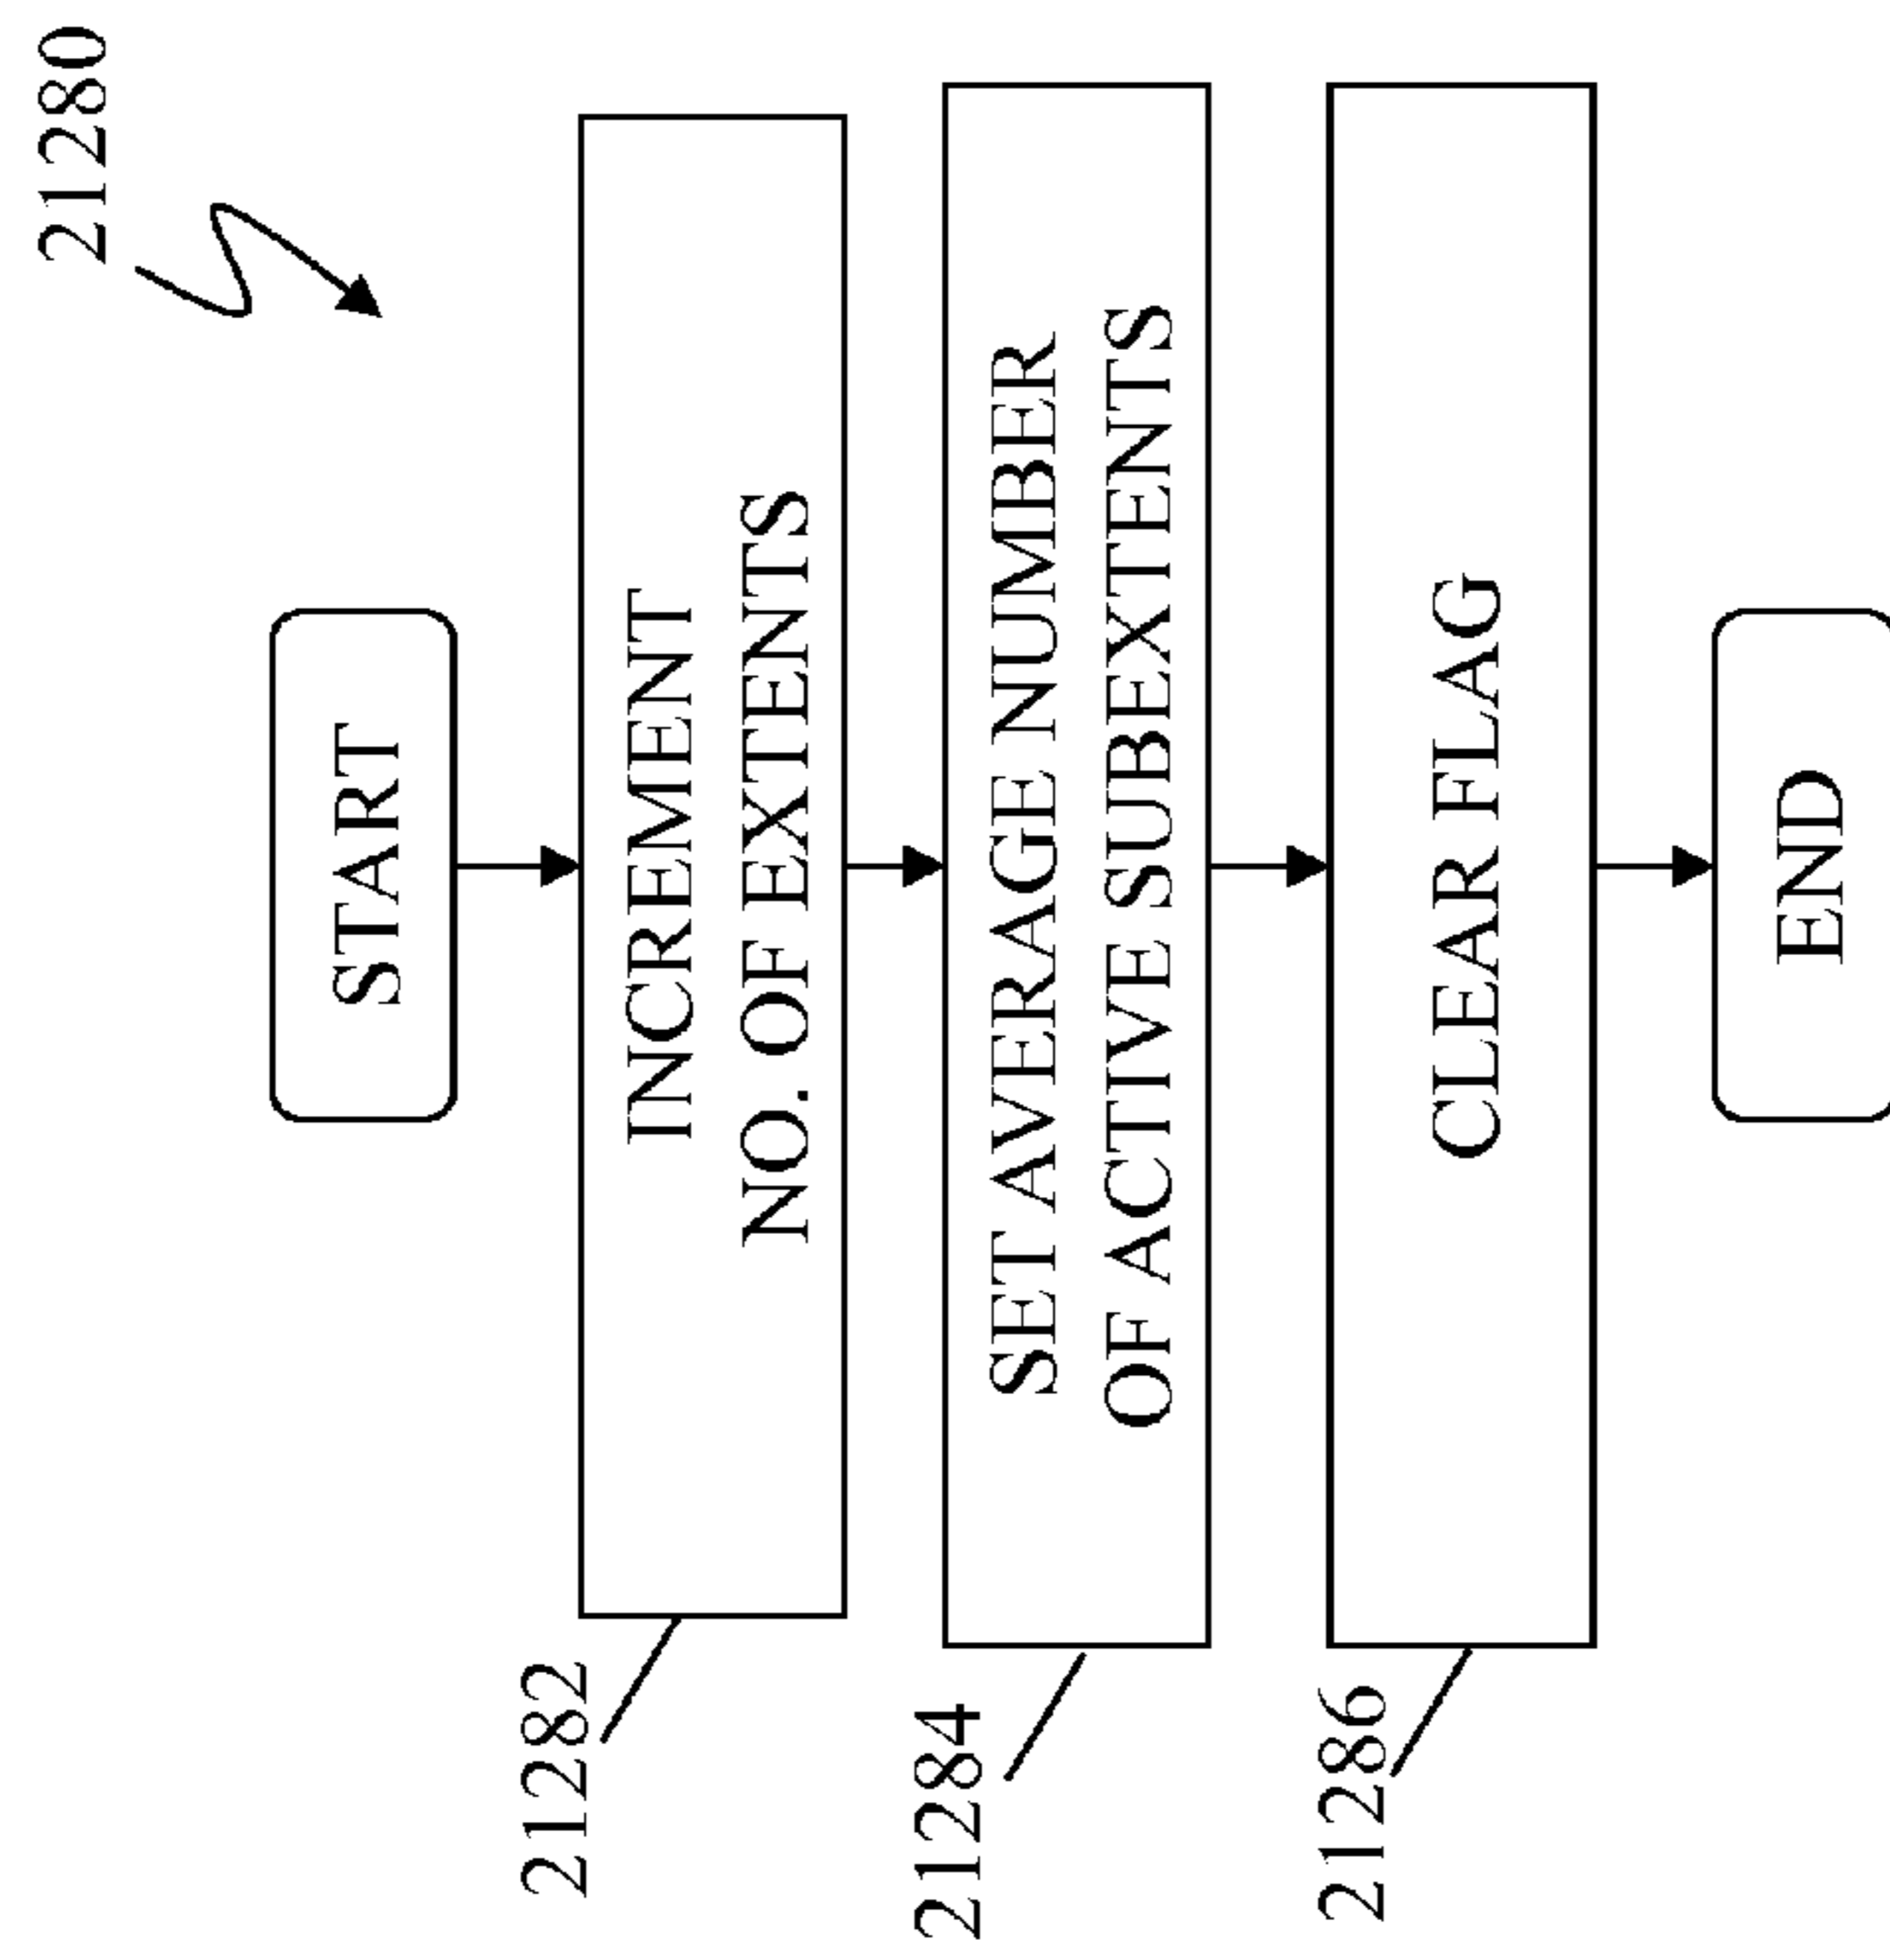 21280
START
INCREMENT
NO. OF EXTENTS
21282
SET AVERAGE NUMBER
OF ACTIVE SUBEXTENTS
21284
CLEAR FLAG
21286
END